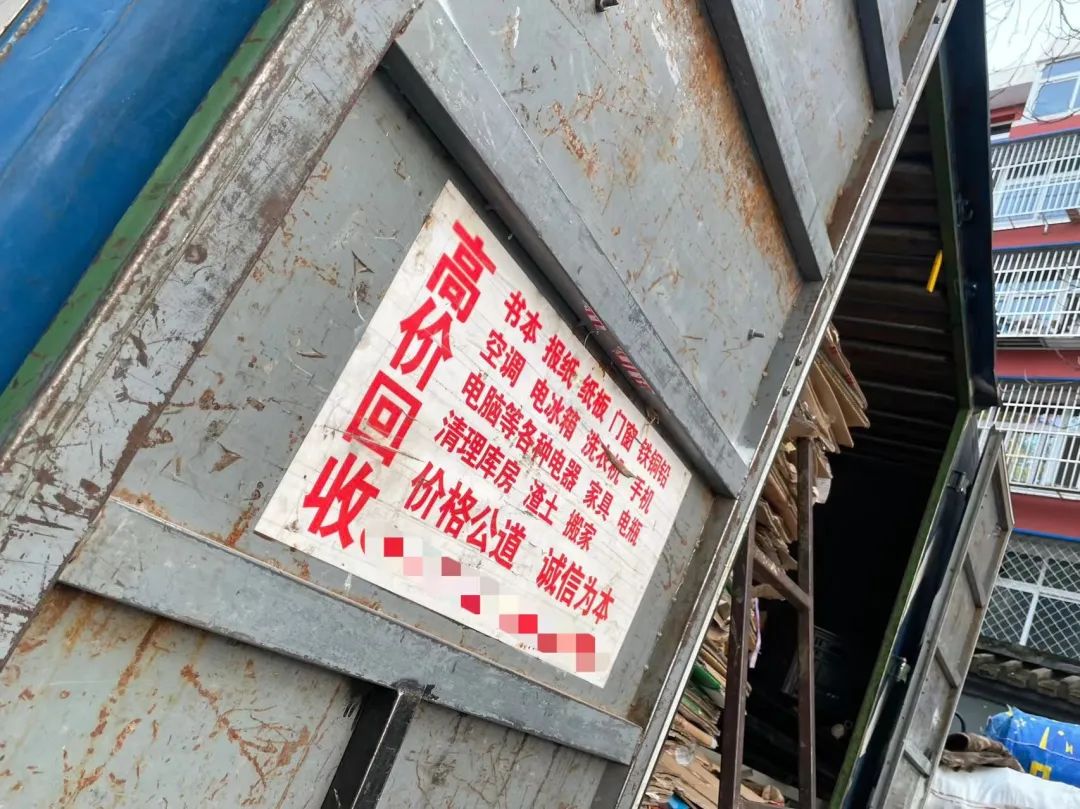 高价回收
书本 报纸 纸板 门窗 铁铜铅
空调 电冰箱 洗衣机 手机
电脑等各种电器 家具 电瓶
清理库房 渣土 搬家
价格公道 诚信为本